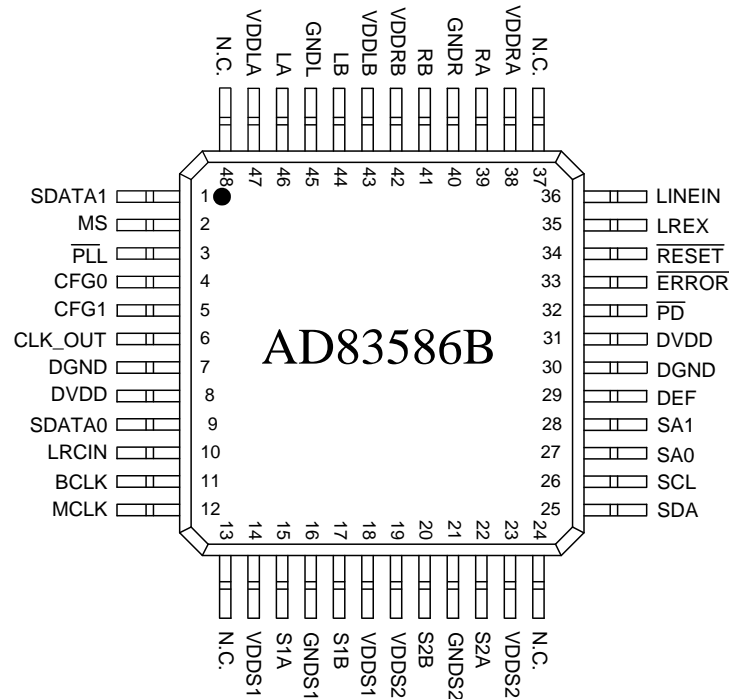 N.C.
VDDLA
LA
GNDL
LB
VDDLB
VDDRB
RB
GNDR
RA
VDDRA
N.C.
48
47
46
45
44
43
42
41
40
39
38
37
SDATA1 1
MS 2
PLL 3
CFG0 4
CFG1 5
CLK_OUT 6
DGND 7
DVDD 8
SDATA0 9
LRCIN 10
BCLK 11
MCLK 12
AD83586B
36 LINEIN
35 LREX
34 RESET
33 ERROR
32 PD
31 DVDD
30 DGND
29 DEF
28 SA1
27 SA0
26 SCL
25 SDA
13
14
15
16
17
18
19
20
21
22
23
24
N.C.
VDDS1
S1A
GNDS1
S1B
VDDS1
VDDS2
S2B
GNDS2
S2A
VDDS2
N.C.